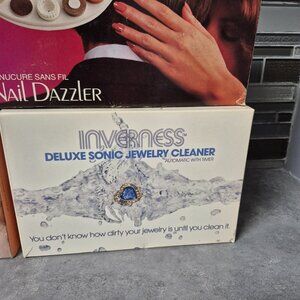 NUCURE SANS FIL
Nail Dazzler
INVERNESS
DELUXE SONIC JEWELRY CLEANER
AUTOMATIC WITH TIMER
You don't know how dirty your jewelry is until you clean it.